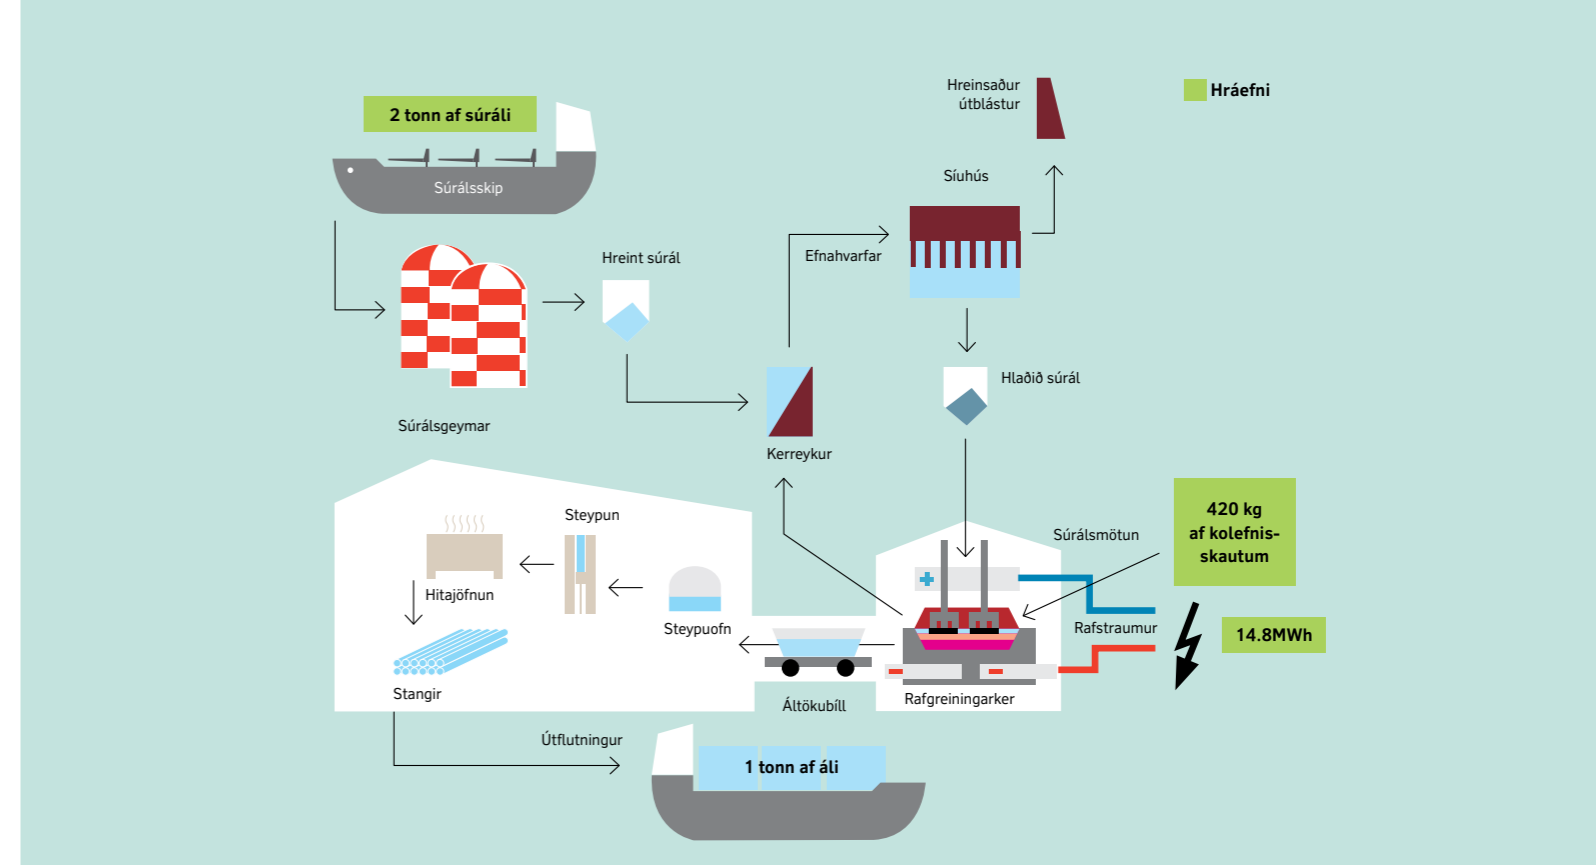 2 tonn af súráli
Súrálsskip
Súrálsgeymar
Hreint súrál
Kerreykur
Efnahvarfar
Síuhús
Hreinsaður
útblástur
Hráefni
Hlaðið súrál
Súrálsmötun
420 kg
af kolefnis-
skautum
Rafstraumur
14.8MWh
Rafgreiningarker
Áltökubíll
Steypuofn
Steypun
Hitajöfnun
Stangir
Útflutningur
1 tonn af áli